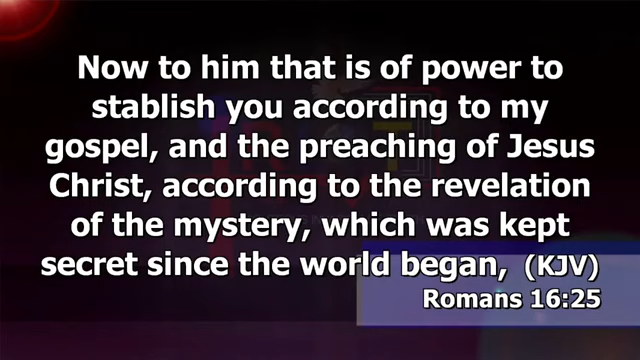 Now to him that is of power to
stablish you according to my
gospel, and the preaching of Jesus
Christ, according to the revelation
of the mystery, which was kept
secret since the world began, (KJV)
Romans 16:25